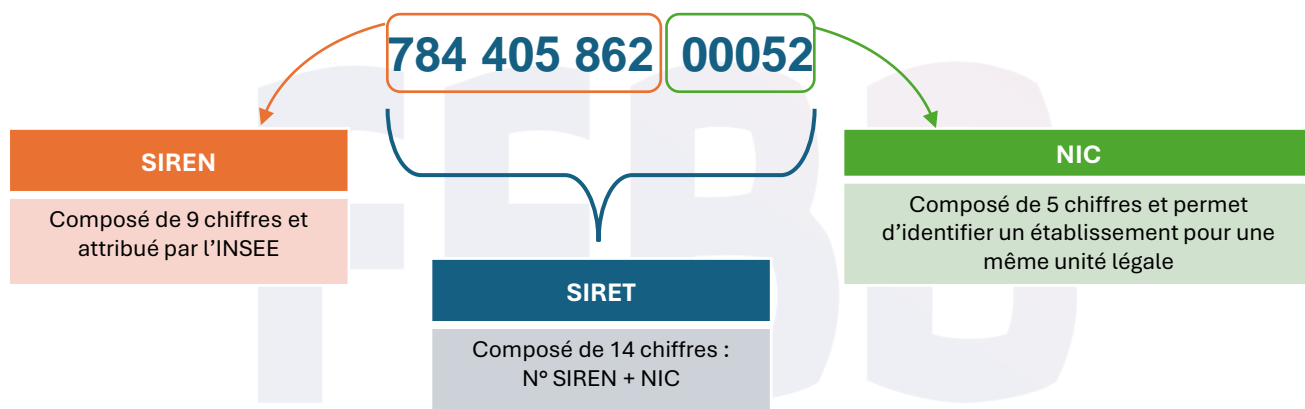 784 405 862 00052
SIREN
Composé de 9 chiffres et
attribué par l’INSEE
NIC
Composé de 5 chiffres et permet
d’identifier un établissement pour une
même unité légale
SIRET
Composé de 14 chiffres :
N° SIREN + NIC